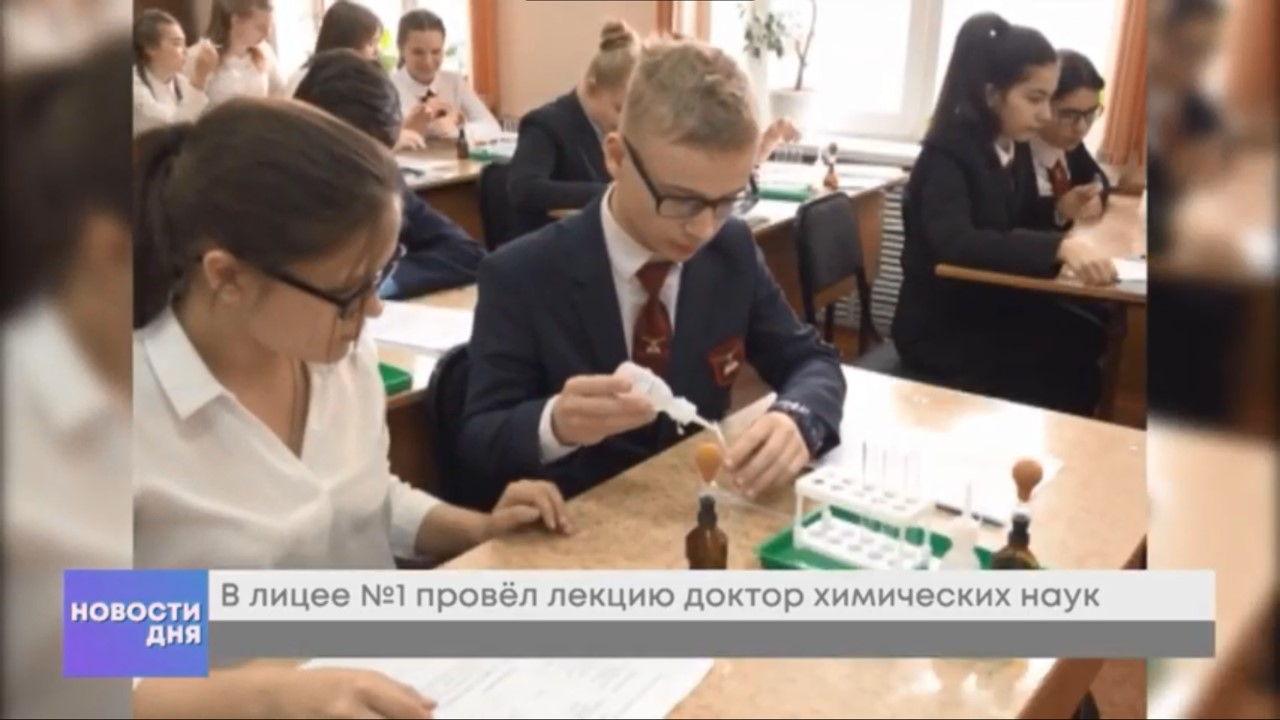 НОВОСТИ
ДНЯ
В лицее №1 провёл лекцию доктор химических наук